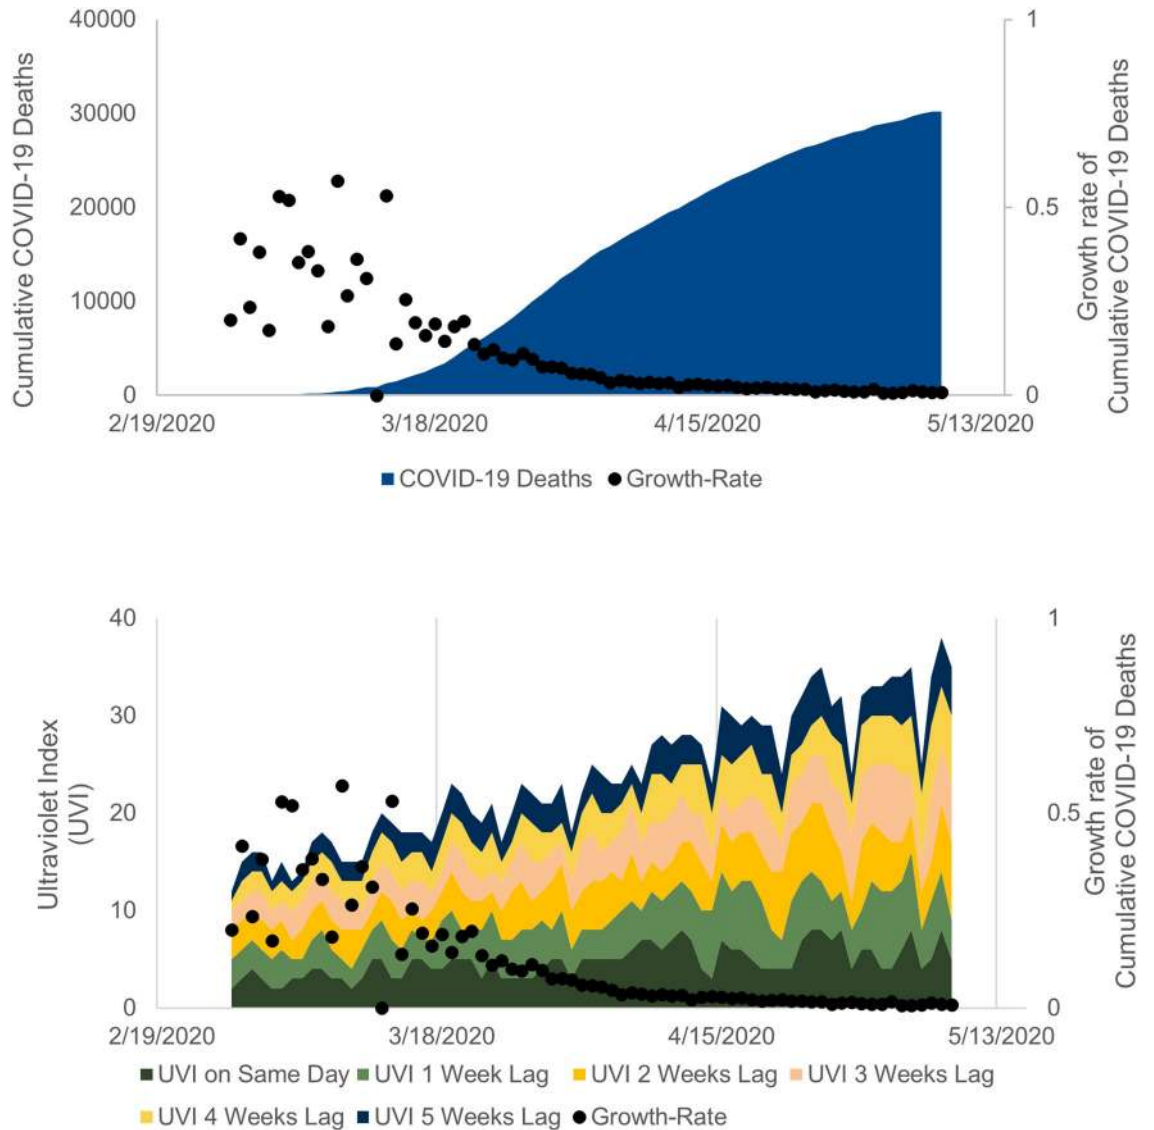 40000
30000
20000
10000
0
Cumulative COVID-19 Deaths
1
0.5
0
Growth rate of
Cumulative COVID-19 Deaths
2/19/2020 3/18/2020 4/15/2020 5/13/2020
COVID-19 Deaths Growth-Rate
40
30
20
10
0
Ultraviolet Index
(UVI)
1
0.5
0
Growth rate of
Cumulative COVID-19 Deaths
2/19/2020 3/18/2020 4/15/2020 5/13/2020
UVI on Same Day UVI 1 Week Lag UVI 2 Weeks Lag UVI 3 Weeks Lag
UVI 4 Weeks Lag UVI 5 Weeks Lag Growth-Rate